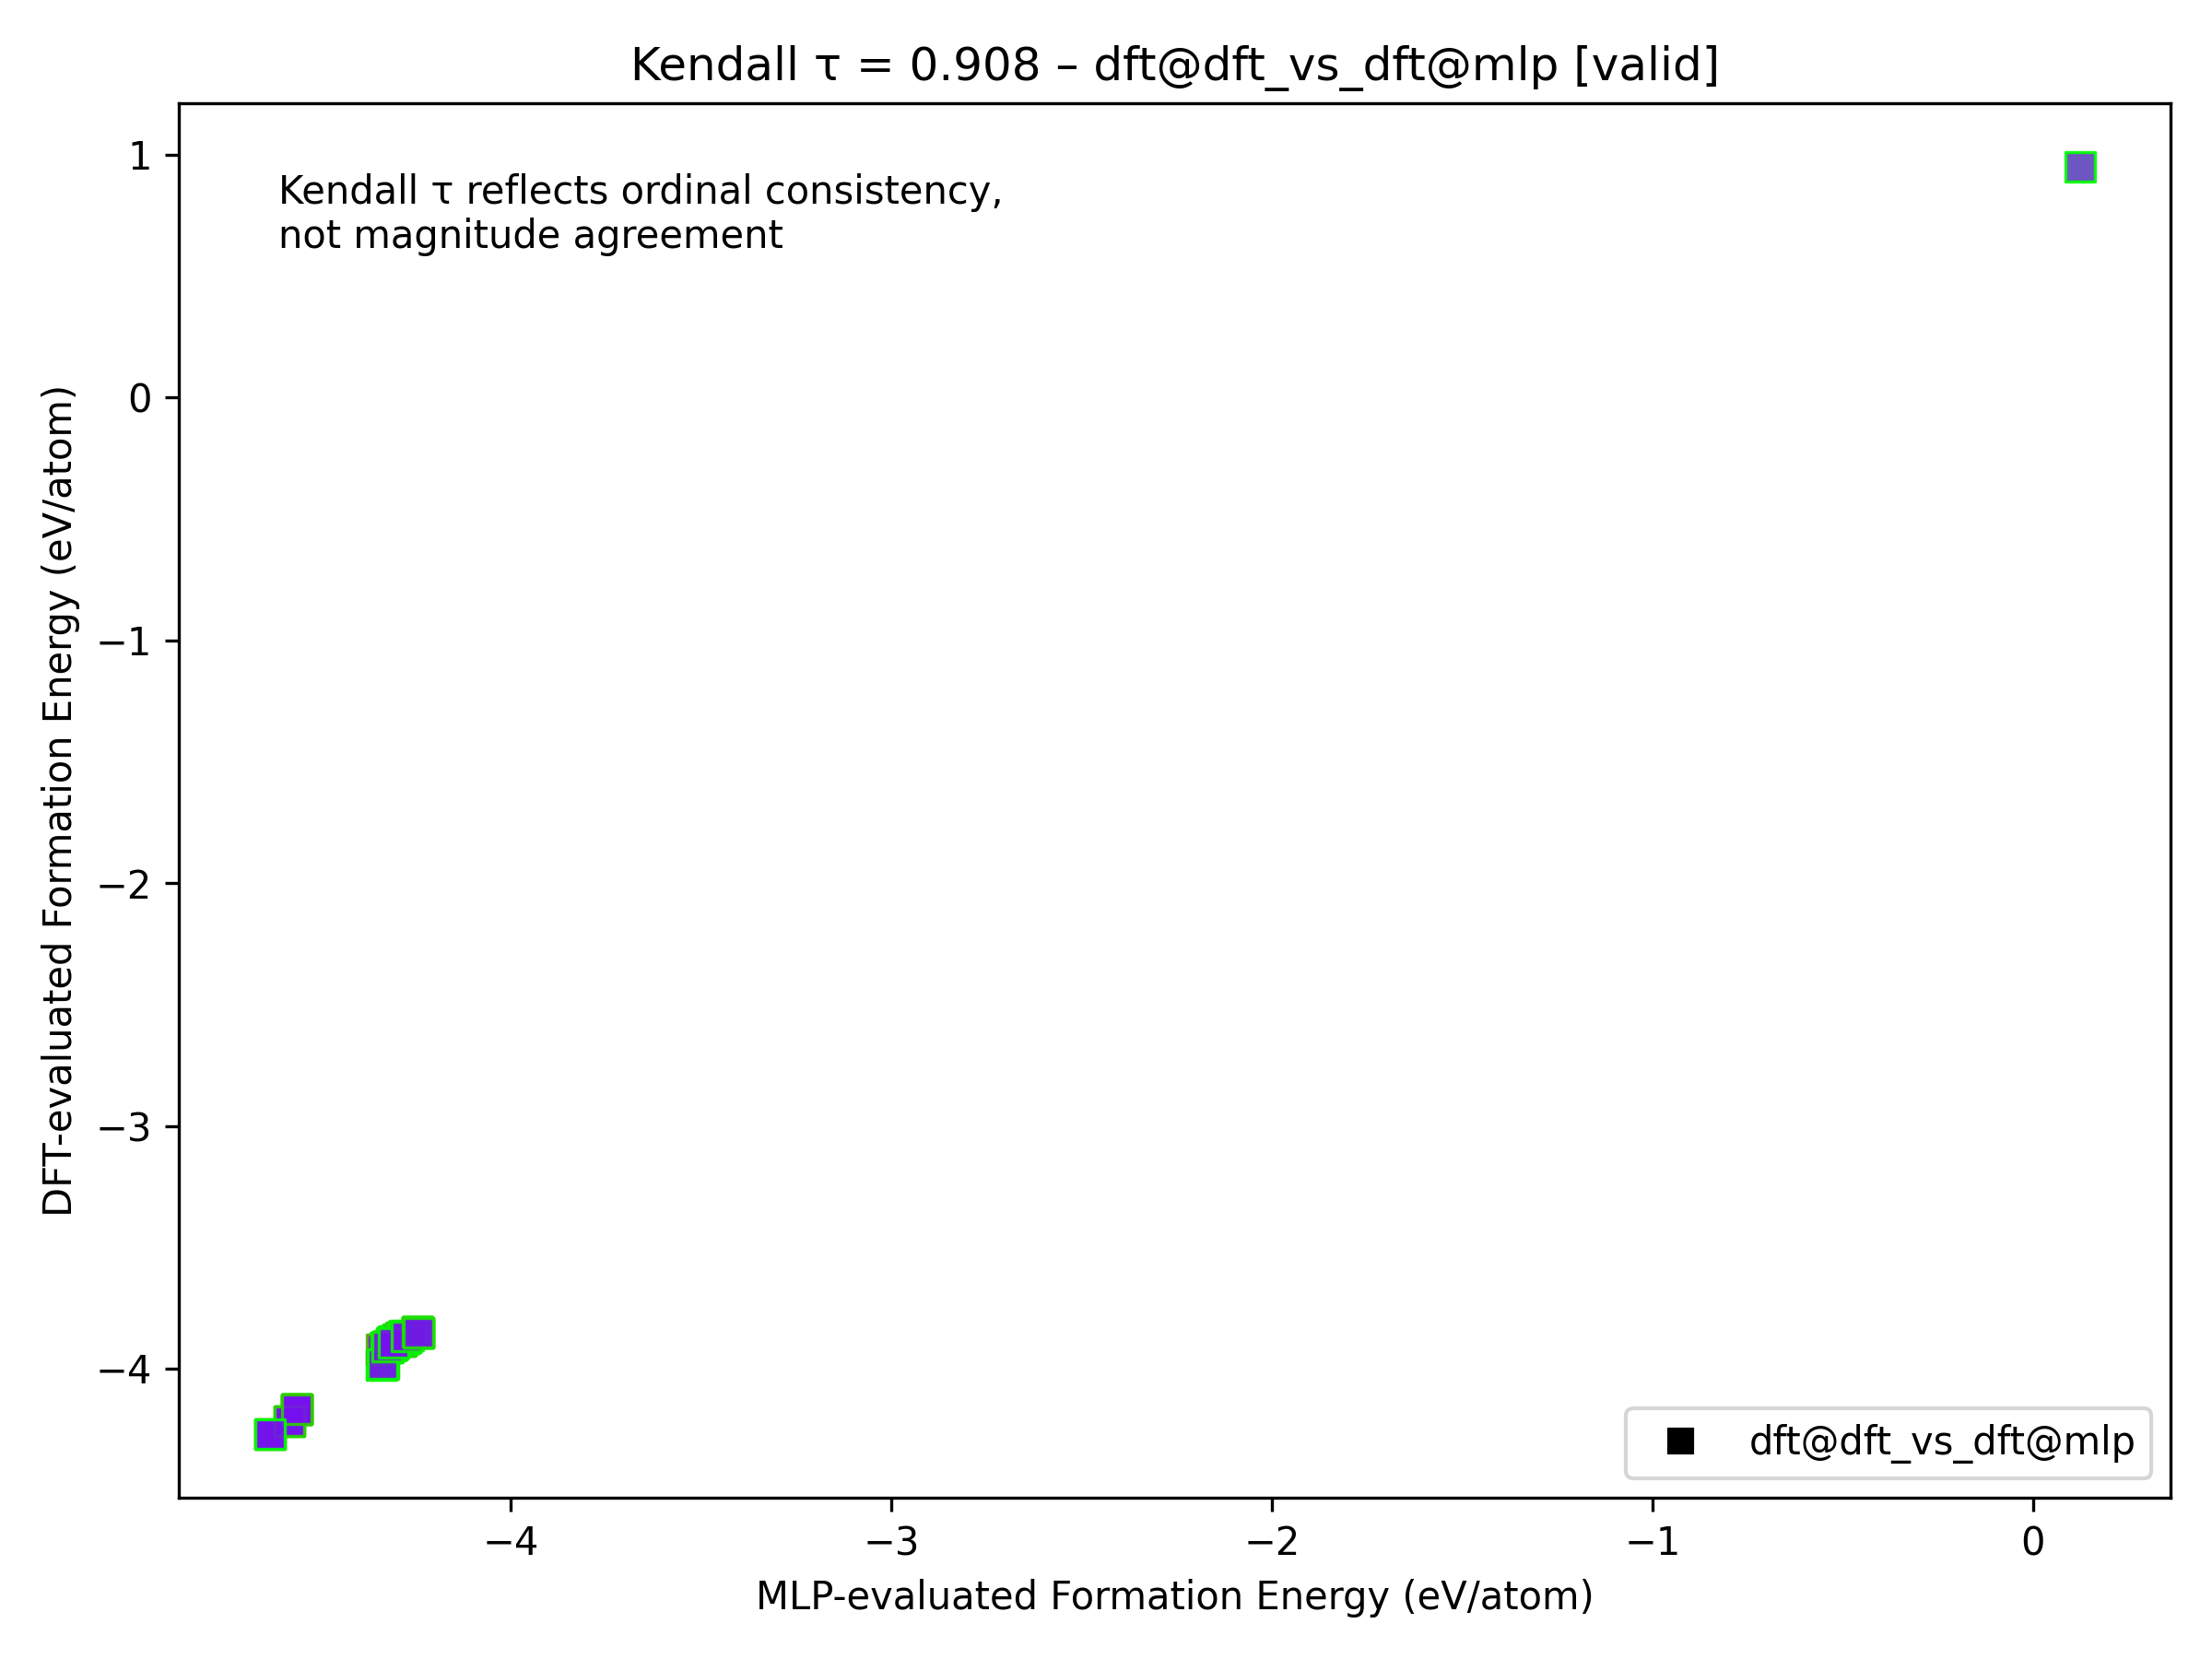 Kendall τ = 0.908 – dft@dft_vs_dft@mlp [valid]
Kendall τ reflects ordinal consistency,
not magnitude agreement
DFT-evaluated Formation Energy (eV/atom)
1
0
−1
−2
−3
−4
dft@dft_vs_dft@mlp
−4
−3
−2
−1
0
MLP-evaluated Formation Energy (eV/atom)